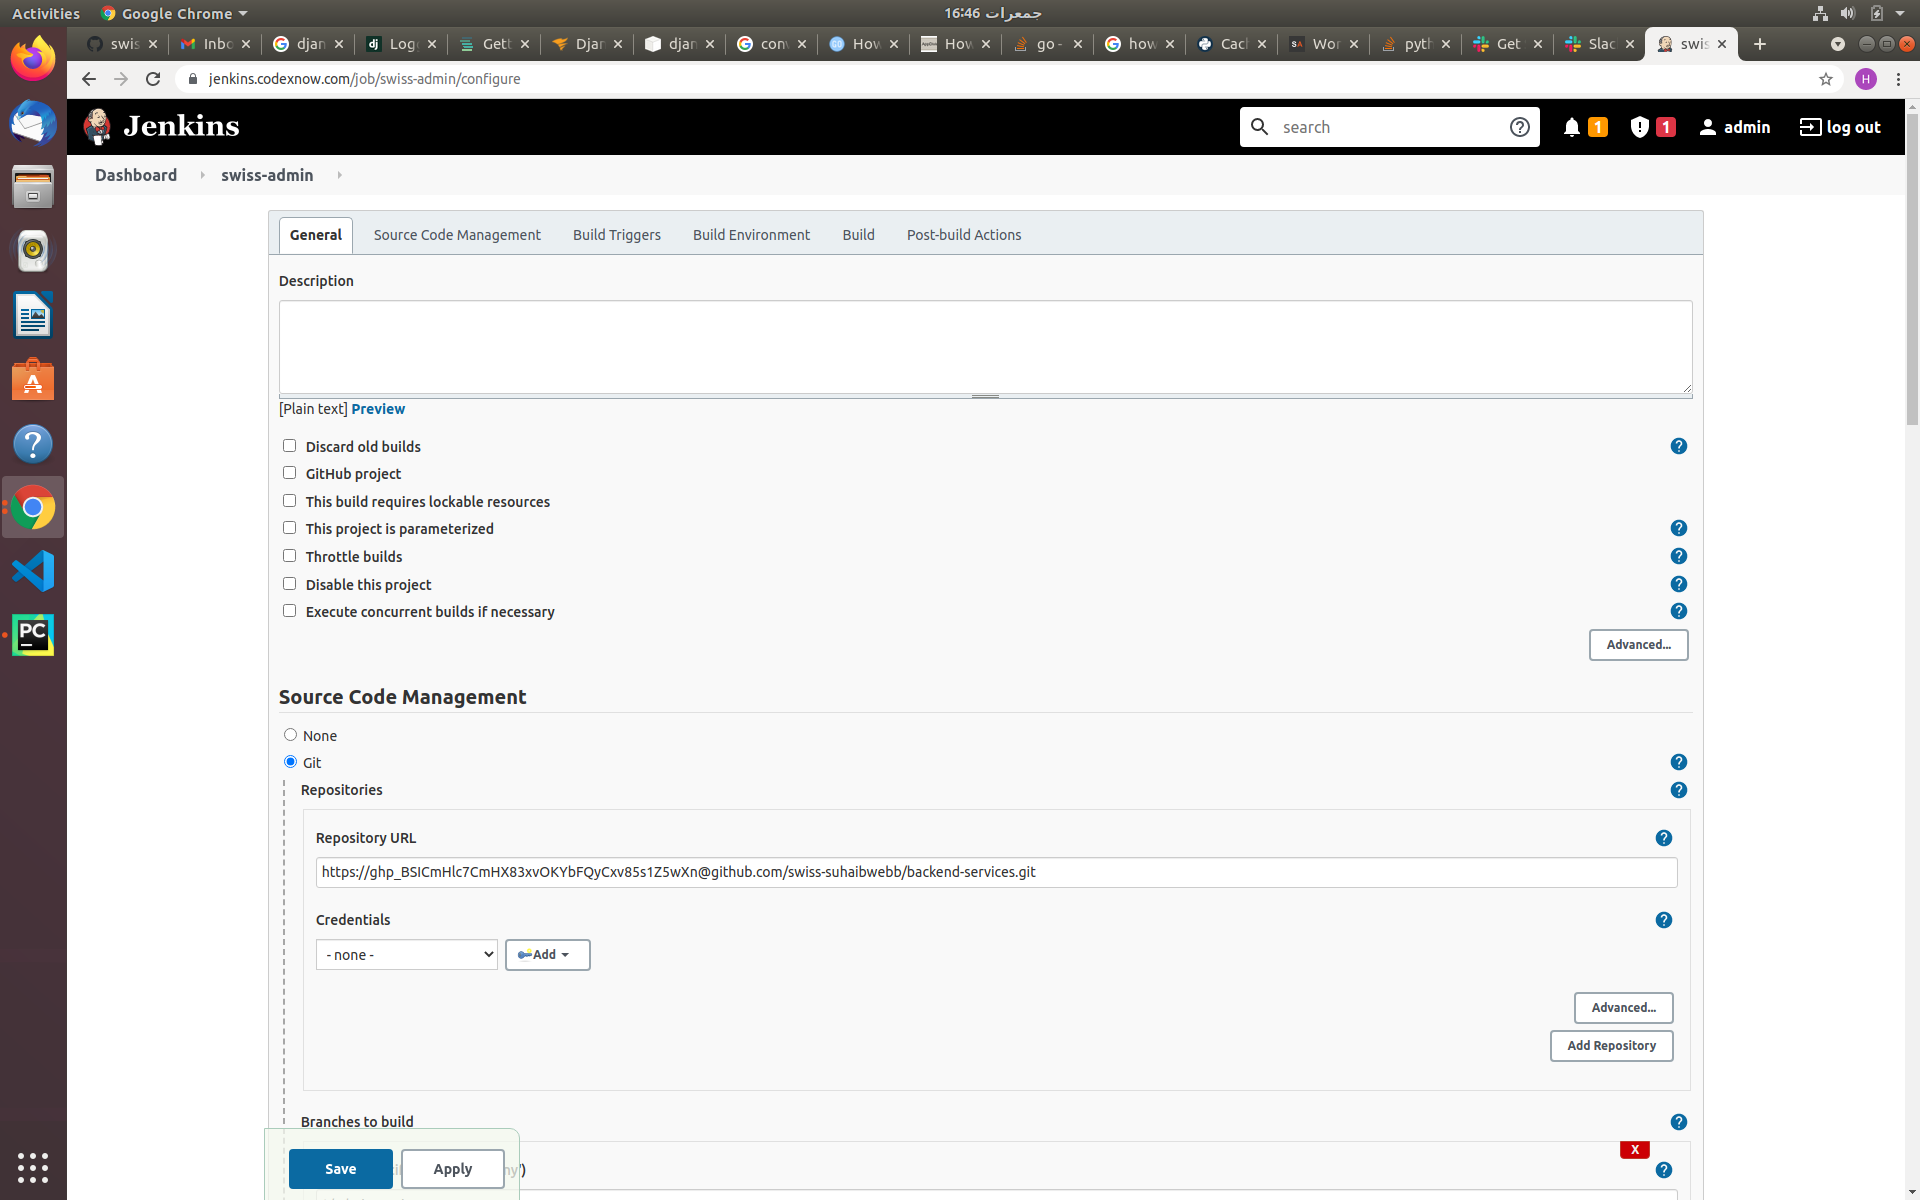 Activities
Google Chrome
جمعرات 16:46
swis
Inbo
djan
Logo
Gett
Djan
djan
con
How
How
go -
how
Cac
Wor
pyth
Get
Slac
swis
jenkins.codexnow.com/job/swiss-admin/configure
H
Jenkins
search
1
1
admin
log out
Dashboard
swiss-admin
General
Source Code Management
Build Triggers
Build Environment
Build
Post-build Actions
Description
[Plain text] Preview
Discard old builds
GitHub project
This build requires lockable resources
This project is parameterized
Throttle builds
Disable this project
Execute concurrent builds if necessary
Advanced...
Source Code Management
None
Git
Repositories
Repository URL
https://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@github.com/swiss-suhaibwebb/backend-services.git
Credentials
- none -
Add
Advanced...
Add Repository
Branches to build
X
Save
Apply
PC